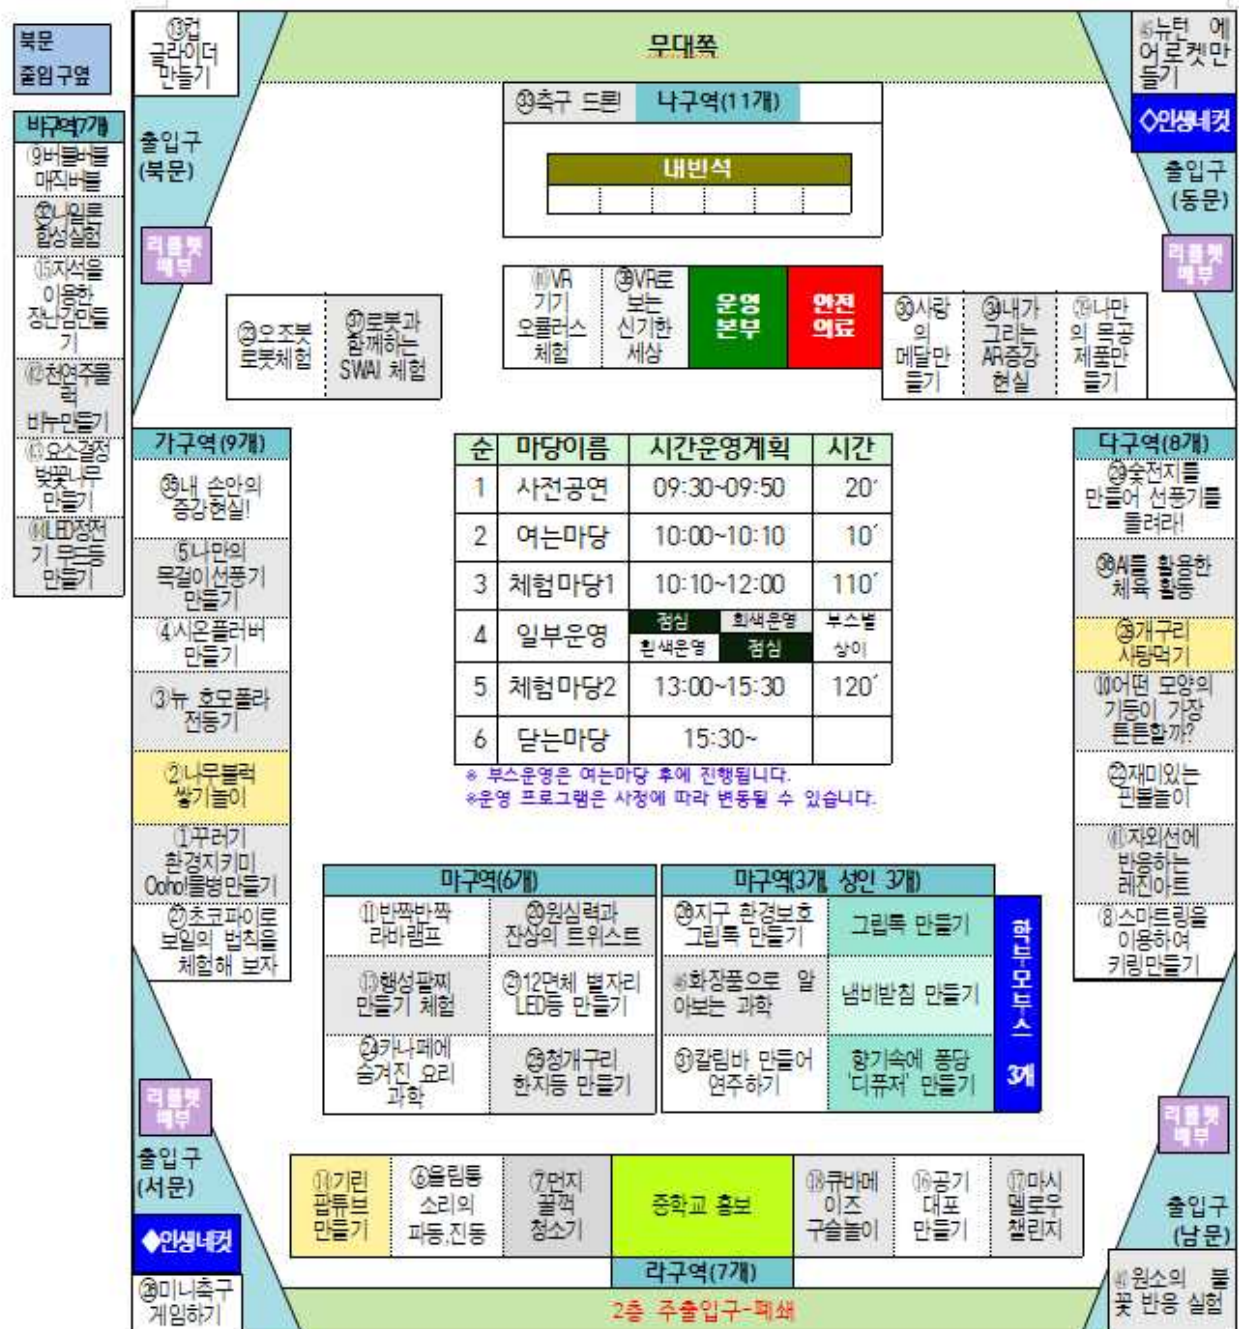 북문
출입구옆
⑬컵
글라이더
만들기
무대쪽
뉴턴 에
어로켓만
들기
◇인생네컷
출입구
(북문)
출입구
(동문)
리플렛
배부
리플렛
배부
㉝축구 드론!
나구역(11개)
내빈석
바구역(7개)
⑨버블버블
매직버블
㉜나일론
합성실험
⑮자석을
이용한
장난감만들
기
㊷천연주물
럭
비누만들기
㊸요소결정
벚꽃나무
만들기
㊹LED정전
기 무드등
만들기
㉓오조봇
로봇체험
㊲로봇과
함께하는
SWAI 체험
VR
기기
오큘러스
체험
VR로
보는
신기한
세상
운영
본부
안전
의료
㉚사랑
의
메달만
들기
㉞내가
그리는
AR증강
현실
나만
의 목공
제품만
들기
가구역(9개)
㉟내 손안의
증강현실!
⑤나만의
목걸이선풍기
만들기
④시온플러버
만들기
③뉴 호모폴라
전동기
②나무블럭
쌓기놀이
①꾸러기
환경지키미
Ooho!물병만들기
㉗초코파이로
보일의 법칙을
체험해 보자
순 마당이름 시간운영계획 시간
1 사전공연 09:30~09:50 20´
2 여는마당 10:00~10:10 10´
3 체험마당1 10:10~12:00 110´
4 일부운영 점심 회색운영 부스별
흰색운영 점심 상이
5 체험마당2 13:00~15:30 120´
6 닫는마당 15:30~
※ 부스운영은 여는마당 후에 진행됩니다.
※운영 프로그램은 사정에 따라 변동될 수 있습니다.
다구역(8개)
숯전지를
만들어 선풍기를
돌려라!
㊱AI를 활용한
체육 활동
개구리
사탕먹기
⑩어떤 모양의
기둥이 가장
튼튼할까?
㉒재미있는
핀볼놀이
㊶자외선에
반응하는
레진아트
⑧스마트링을
이용하여
키링만들기
마구역(6개)
⑪반짝반짝
라바램프
⑳원심력과
잔상의 트위스트
행성팔찌
만들기 체험
㉑12면체 별자리
LED등 만들기
㉔카나페에
숨겨진 요리
과학
㉕청개구리
한지등 만들기
마구역(3개, 성인 3개)
지구 환경보호
그립톡 만들기
그립톡 만들기
화장품으로 알
아보는 과학
냄비받침 만들기
㉛칼림바 만들어
연주하기
향기속에 퐁당
'디퓨저' 만들기
학부모부스 3개
리플렛
배부
출입구
(서문)
◆인생네컷
미니축구
게임하기
⑭기린
팝튜브
만들기
⑥울림통
소리의
파동,진동
⑦먼지
꿀꺽
청소기
중학교 홍보
⑱큐바메
이즈
구슬놀이
⑯공기
대포
만들기
⑰마시
멜로우
챌린지
라구역(7개)
2층 주출입구-폐쇄
리플렛
배부
출입구
(남문)
원소의 불
꽃 반응 실험